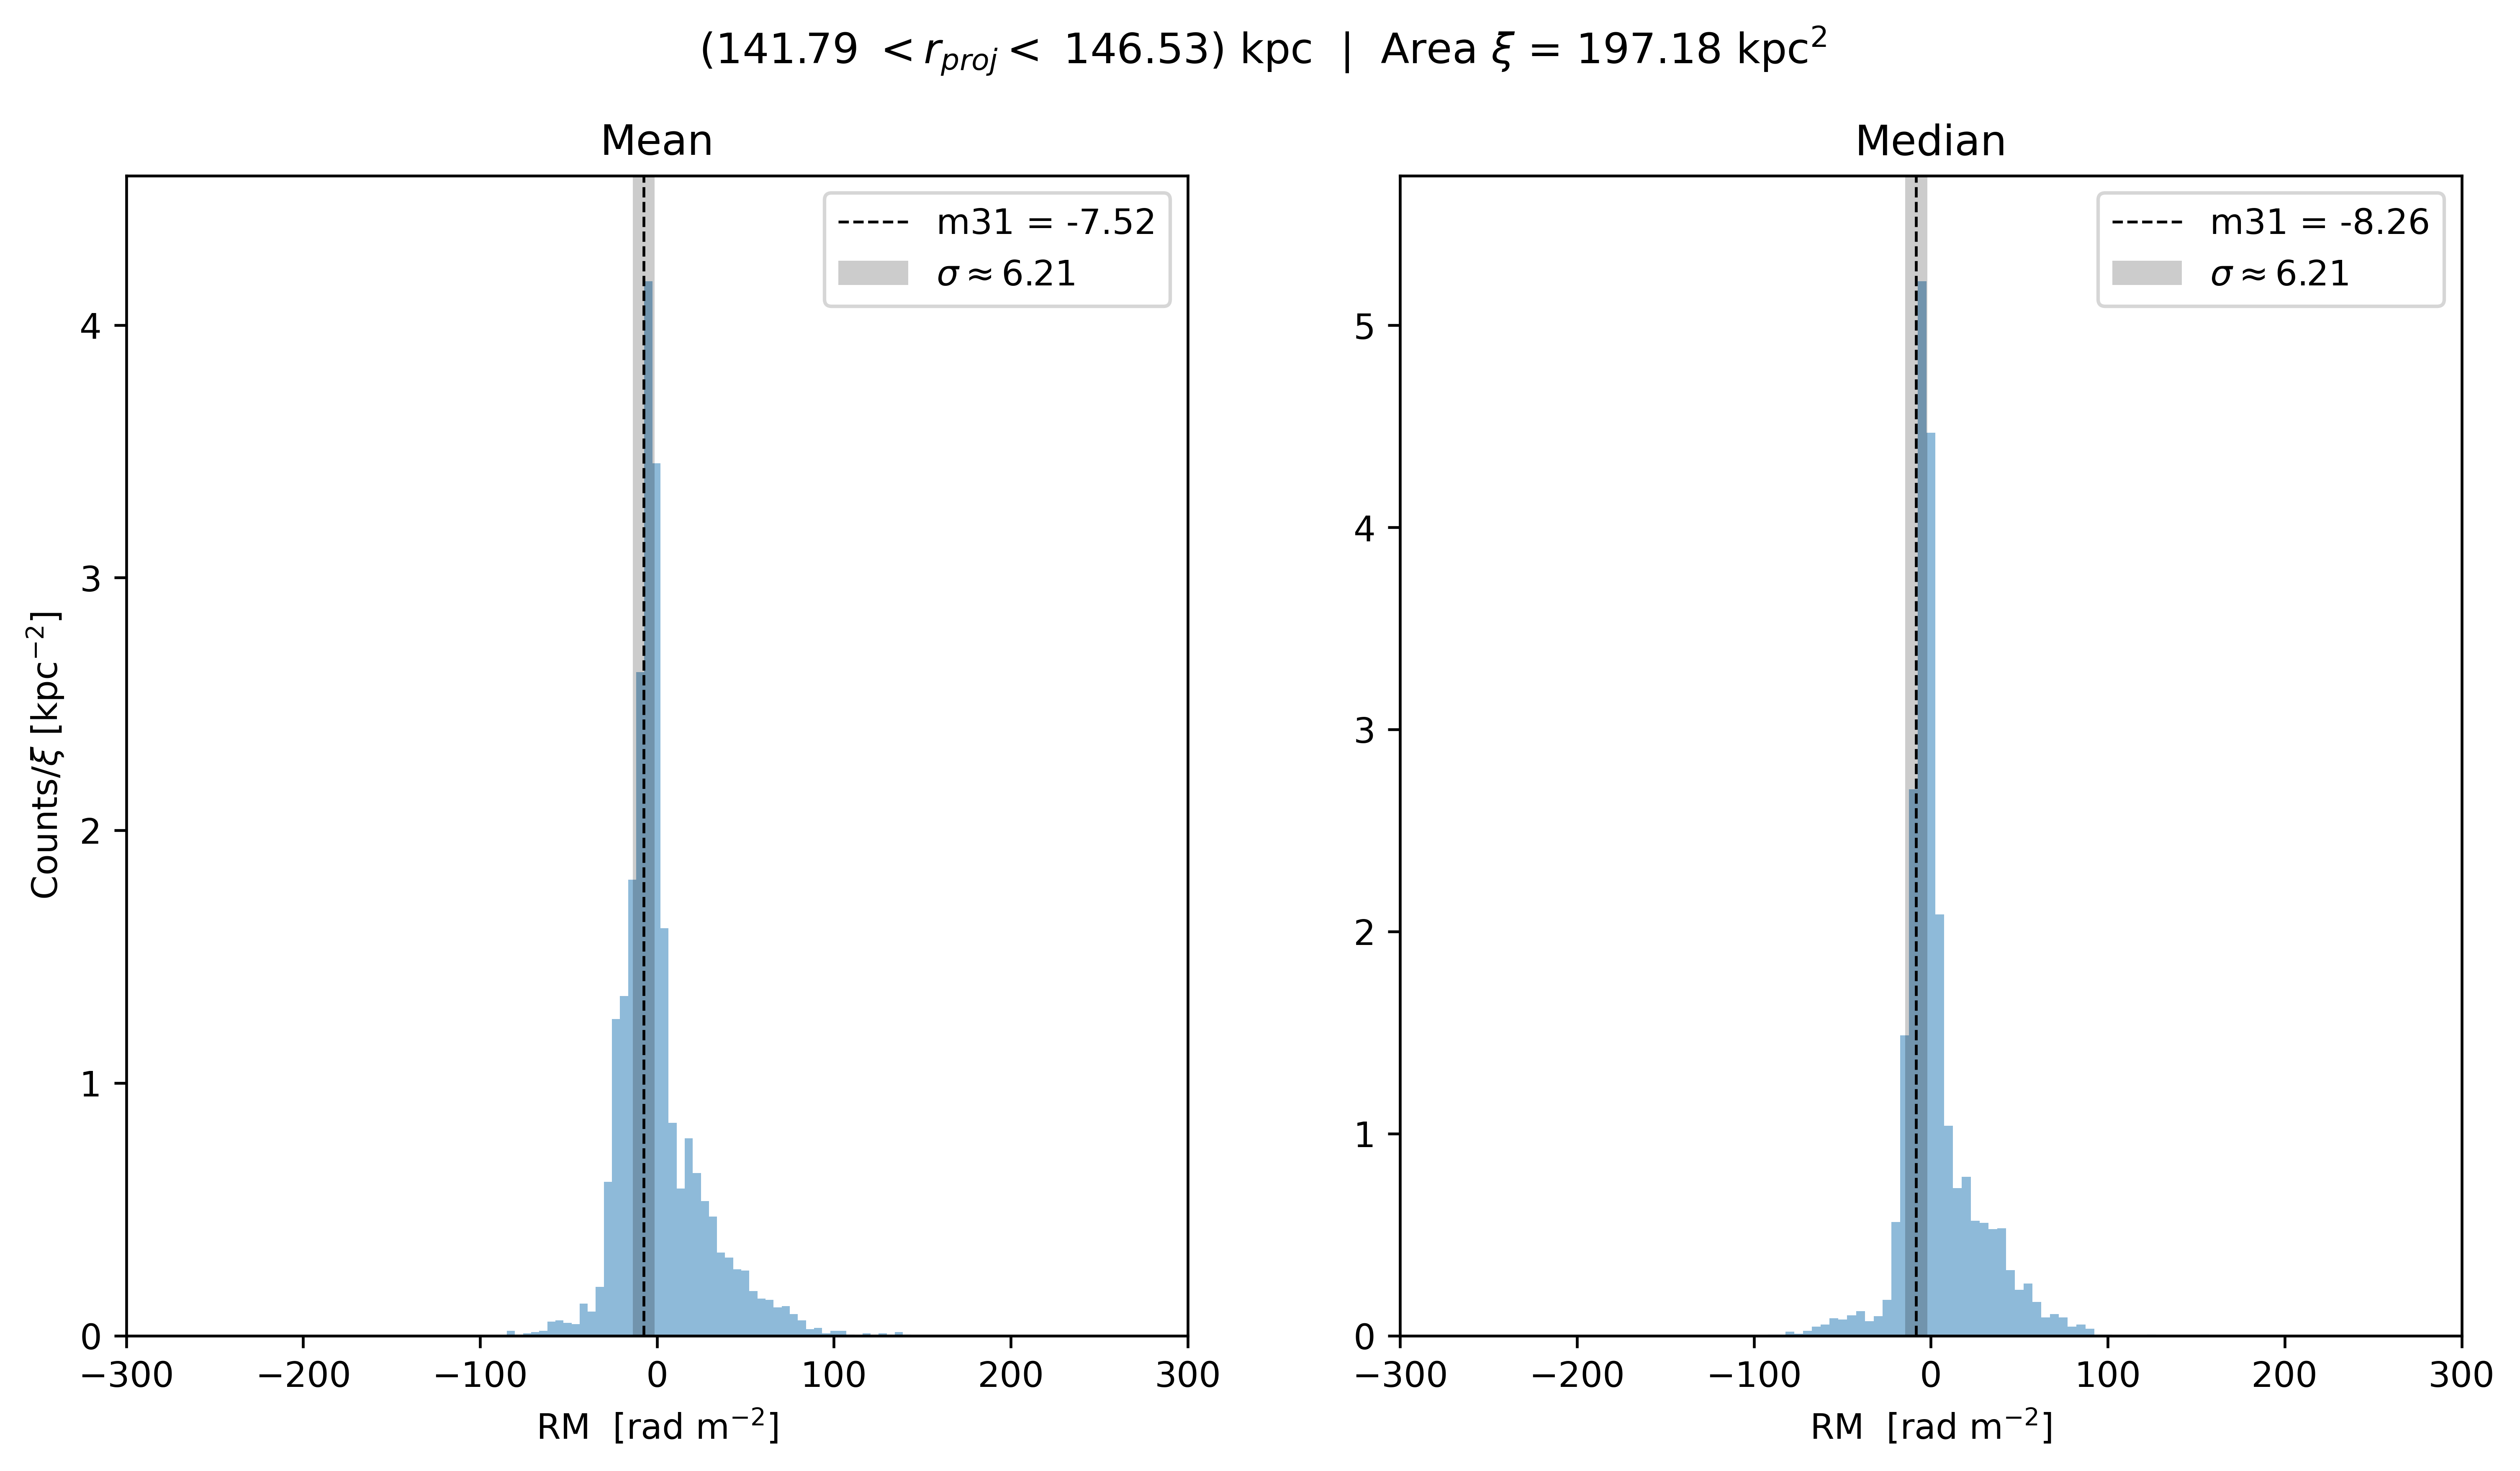 (141.79 < r_proj < 146.53) kpc | Area ξ = 197.18 kpc²
Mean
m31 = -7.52
σ ≈ 6.21
4
3
2
1
0
Counts/ξ [kpc⁻²]
−300 −200 −100 0 100 200 300
RM [rad m⁻²]
Median
m31 = -8.26
σ ≈ 6.21
5
4
3
2
1
0
−300 −200 −100 0 100 200 300
RM [rad m⁻²]